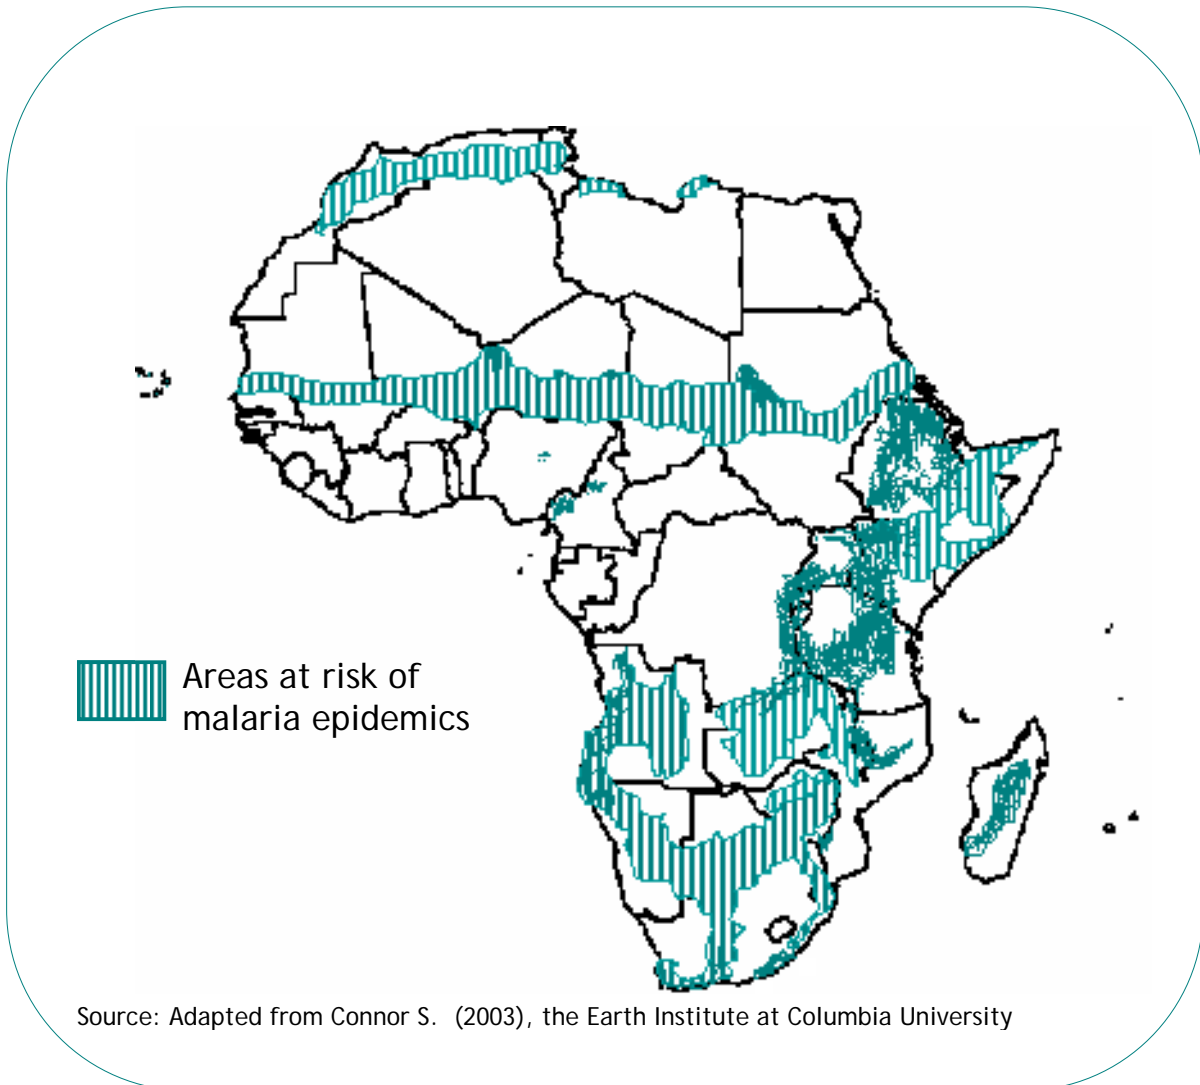 Areas at risk of
malaria epidemics
Source: Adapted from Connor S. (2003), the Earth Institute at Columbia University